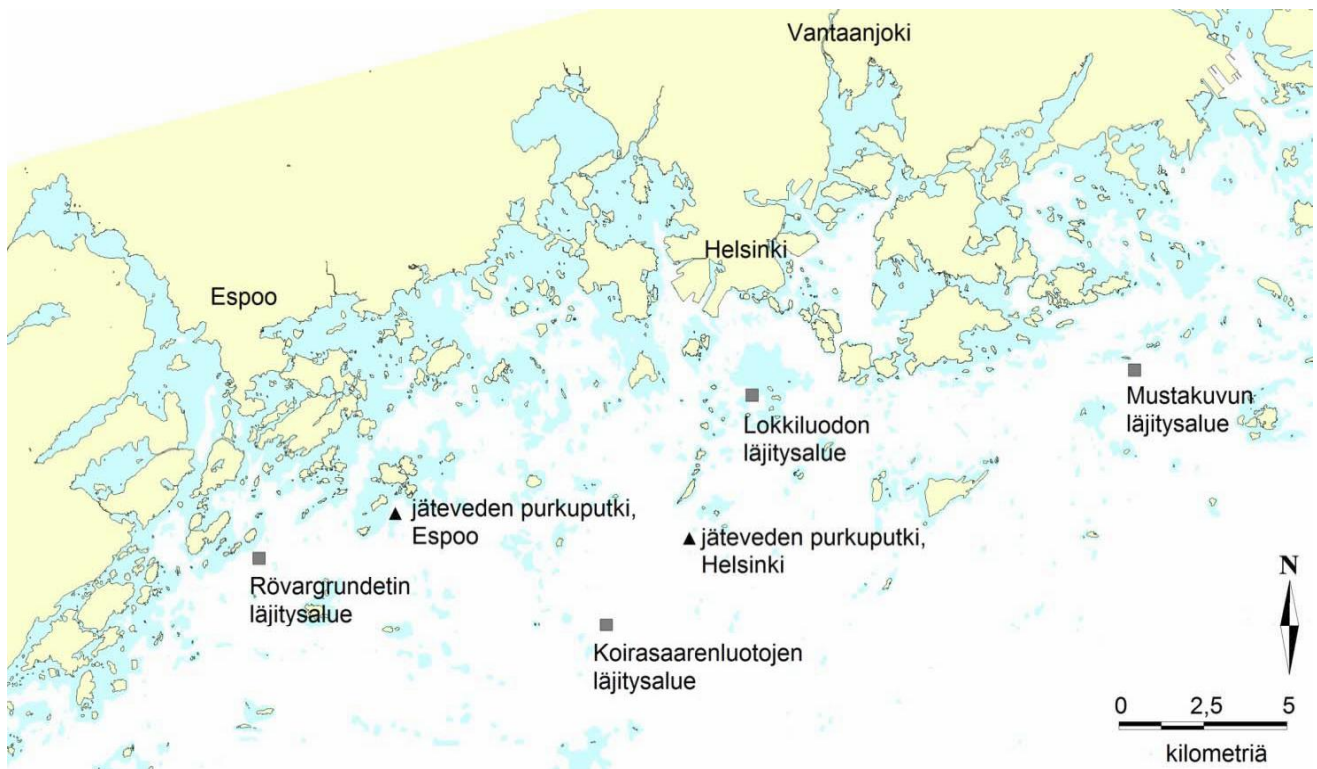 Vantaanjoki
Helsinki
Espoo
Mustakuvun
läjitysalue
Lokkiluodon
läjitysalue
jäteveden purkuputki,
Espoo
jäteveden purkuputki,
Helsinki
Rövargrundetin
läjitysalue
Koirasaarenluotojen
läjitysalue
N
0 2,5 5
kilometriä